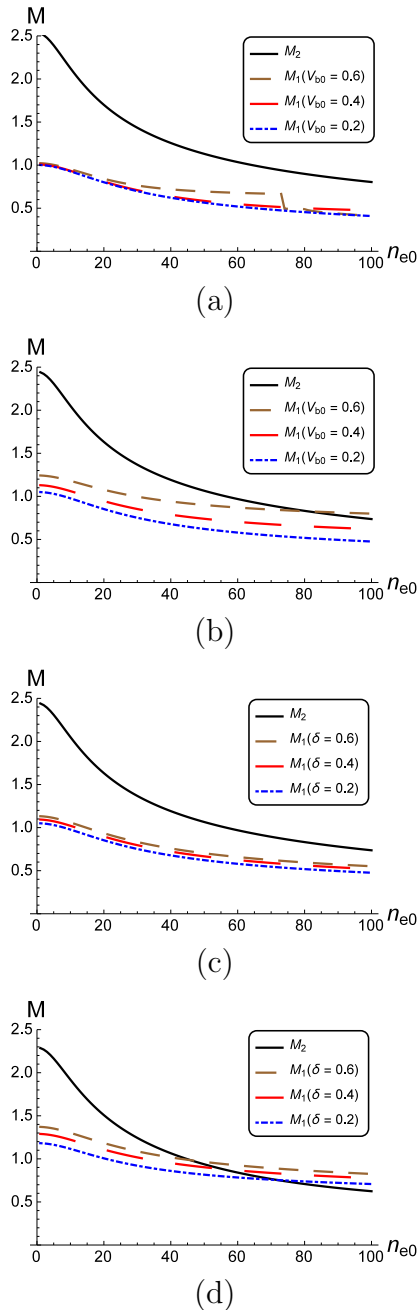 M
2.5
2.0
1.5
1.0
0.5
0 20 40 60 80 100 n_e0
M_2
M_1(V_b0 = 0.6)
M_1(V_b0 = 0.4)
M_1(V_b0 = 0.2)
(a)
M
2.5
2.0
1.5
1.0
0.5
0 20 40 60 80 100 n_e0
M_2
M_1(V_b0 = 0.6)
M_1(V_b0 = 0.4)
M_1(V_b0 = 0.2)
(b)
M
2.5
2.0
1.5
1.0
0.5
0 20 40 60 80 100 n_e0
M_2
M_1(δ = 0.6)
M_1(δ = 0.4)
M_1(δ = 0.2)
(c)
M
2.5
2.0
1.5
1.0
0.5
0 20 40 60 80 100 n_e0
M_2
M_1(δ = 0.6)
M_1(δ = 0.4)
M_1(δ = 0.2)
(d)